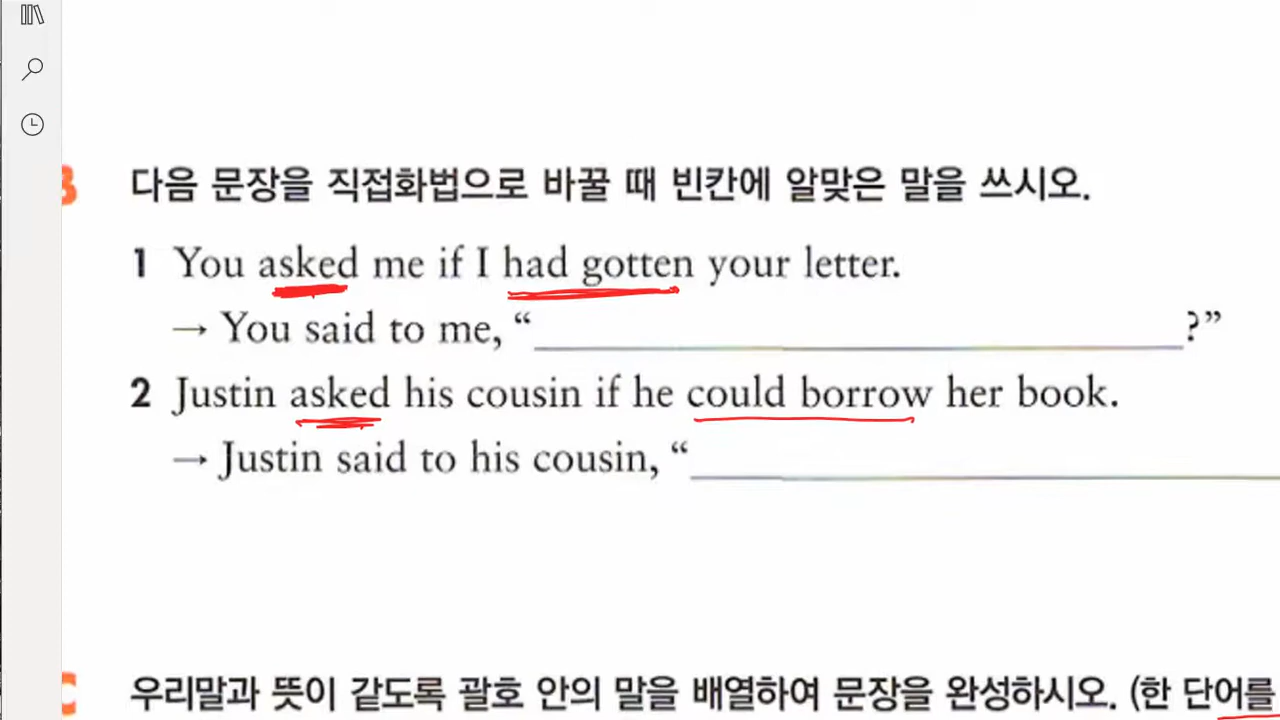 B 다음 문장을 직접화법으로 바꿀 때 빈칸에 알맞은 말을 쓰시오.
1 You asked me if I had gotten your letter.
→ You said to me, “____________________?”
2 Justin asked his cousin if he could borrow her book.
→ Justin said to his cousin, “____________________
C 우리말과 뜻이 같도록 괄호 안의 말을 배열하여 문장을 완성하시오. (한 단어를